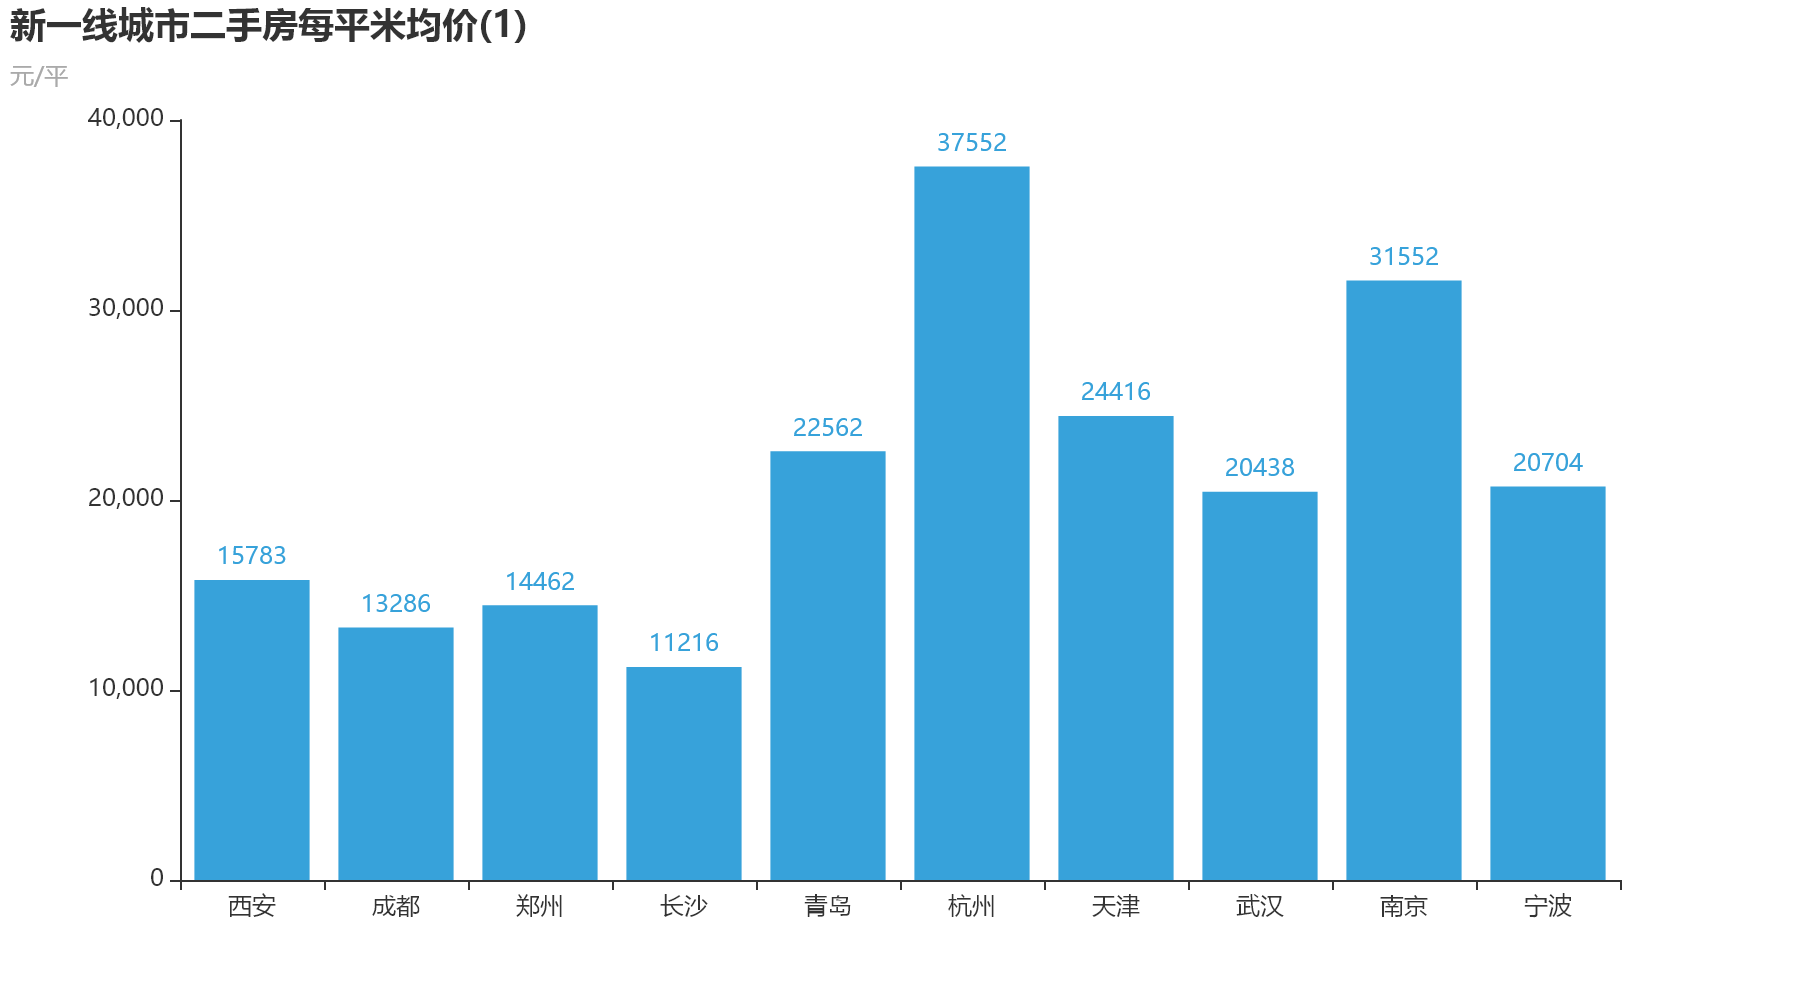 新一线城市二手房每平米均价(1)
元/平
40,000
30,000
20,000
10,000
0
15783
13286
14462
11216
22562
37552
24416
20438
31552
20704
西安
成都
郑州
长沙
青岛
杭州
天津
武汉
南京
宁波